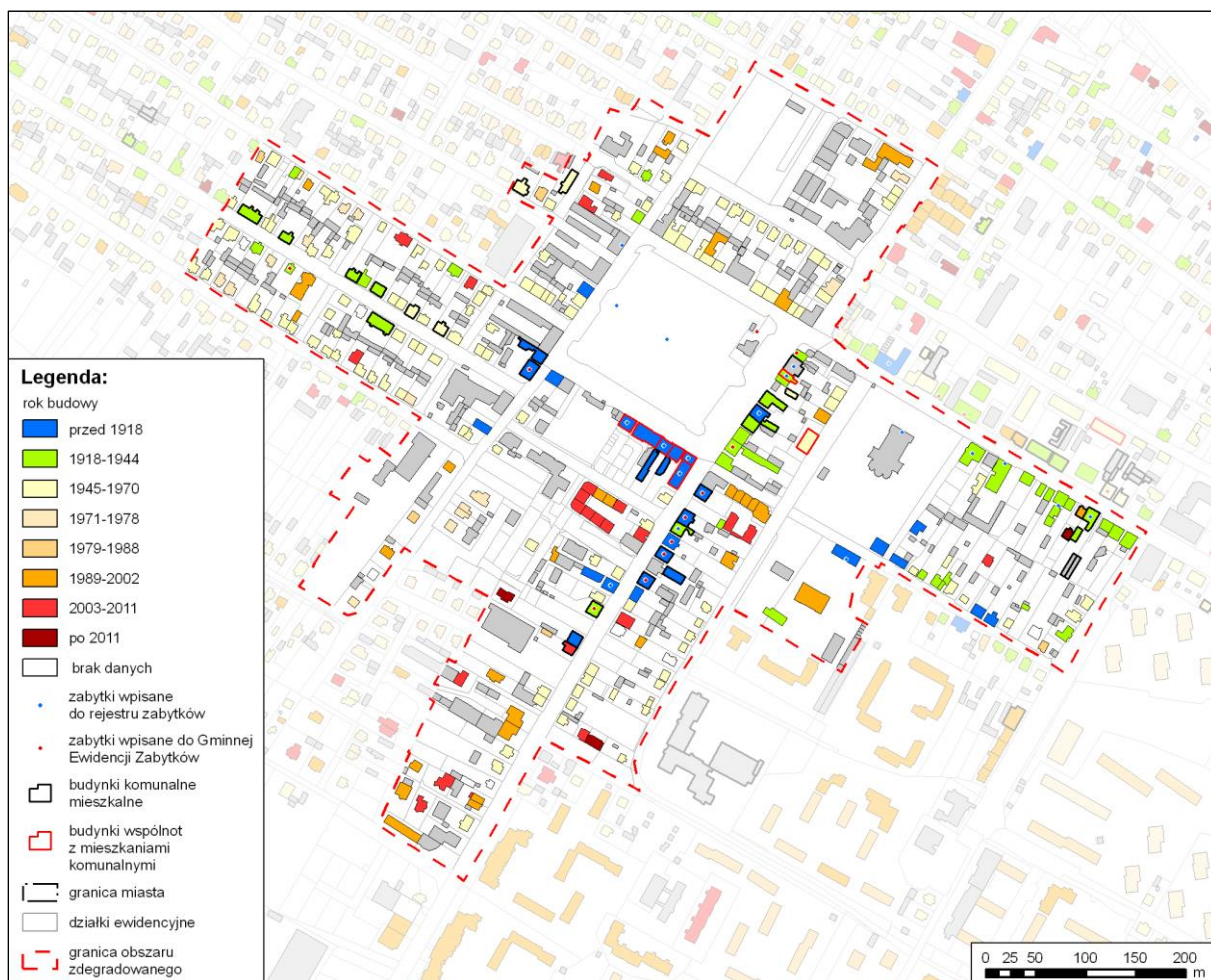 Legenda:
rok budowy
przed 1918
1918-1944
1945-1970
1971-1978
1979-1988
1989-2002
2003-2011
po 2011
brak danych
zabytki wpisane
do rejestru zabytków
zabytki wpisane do Gminnej
Ewidencji Zabytków
budynki komunalne
mieszkalne
budynki wspólnot
z mieszkaniami
komunalnymi
granica miasta
działki ewidencyjne
granica obszaru
zdegradowanego
0 25 50 100 150 200
m